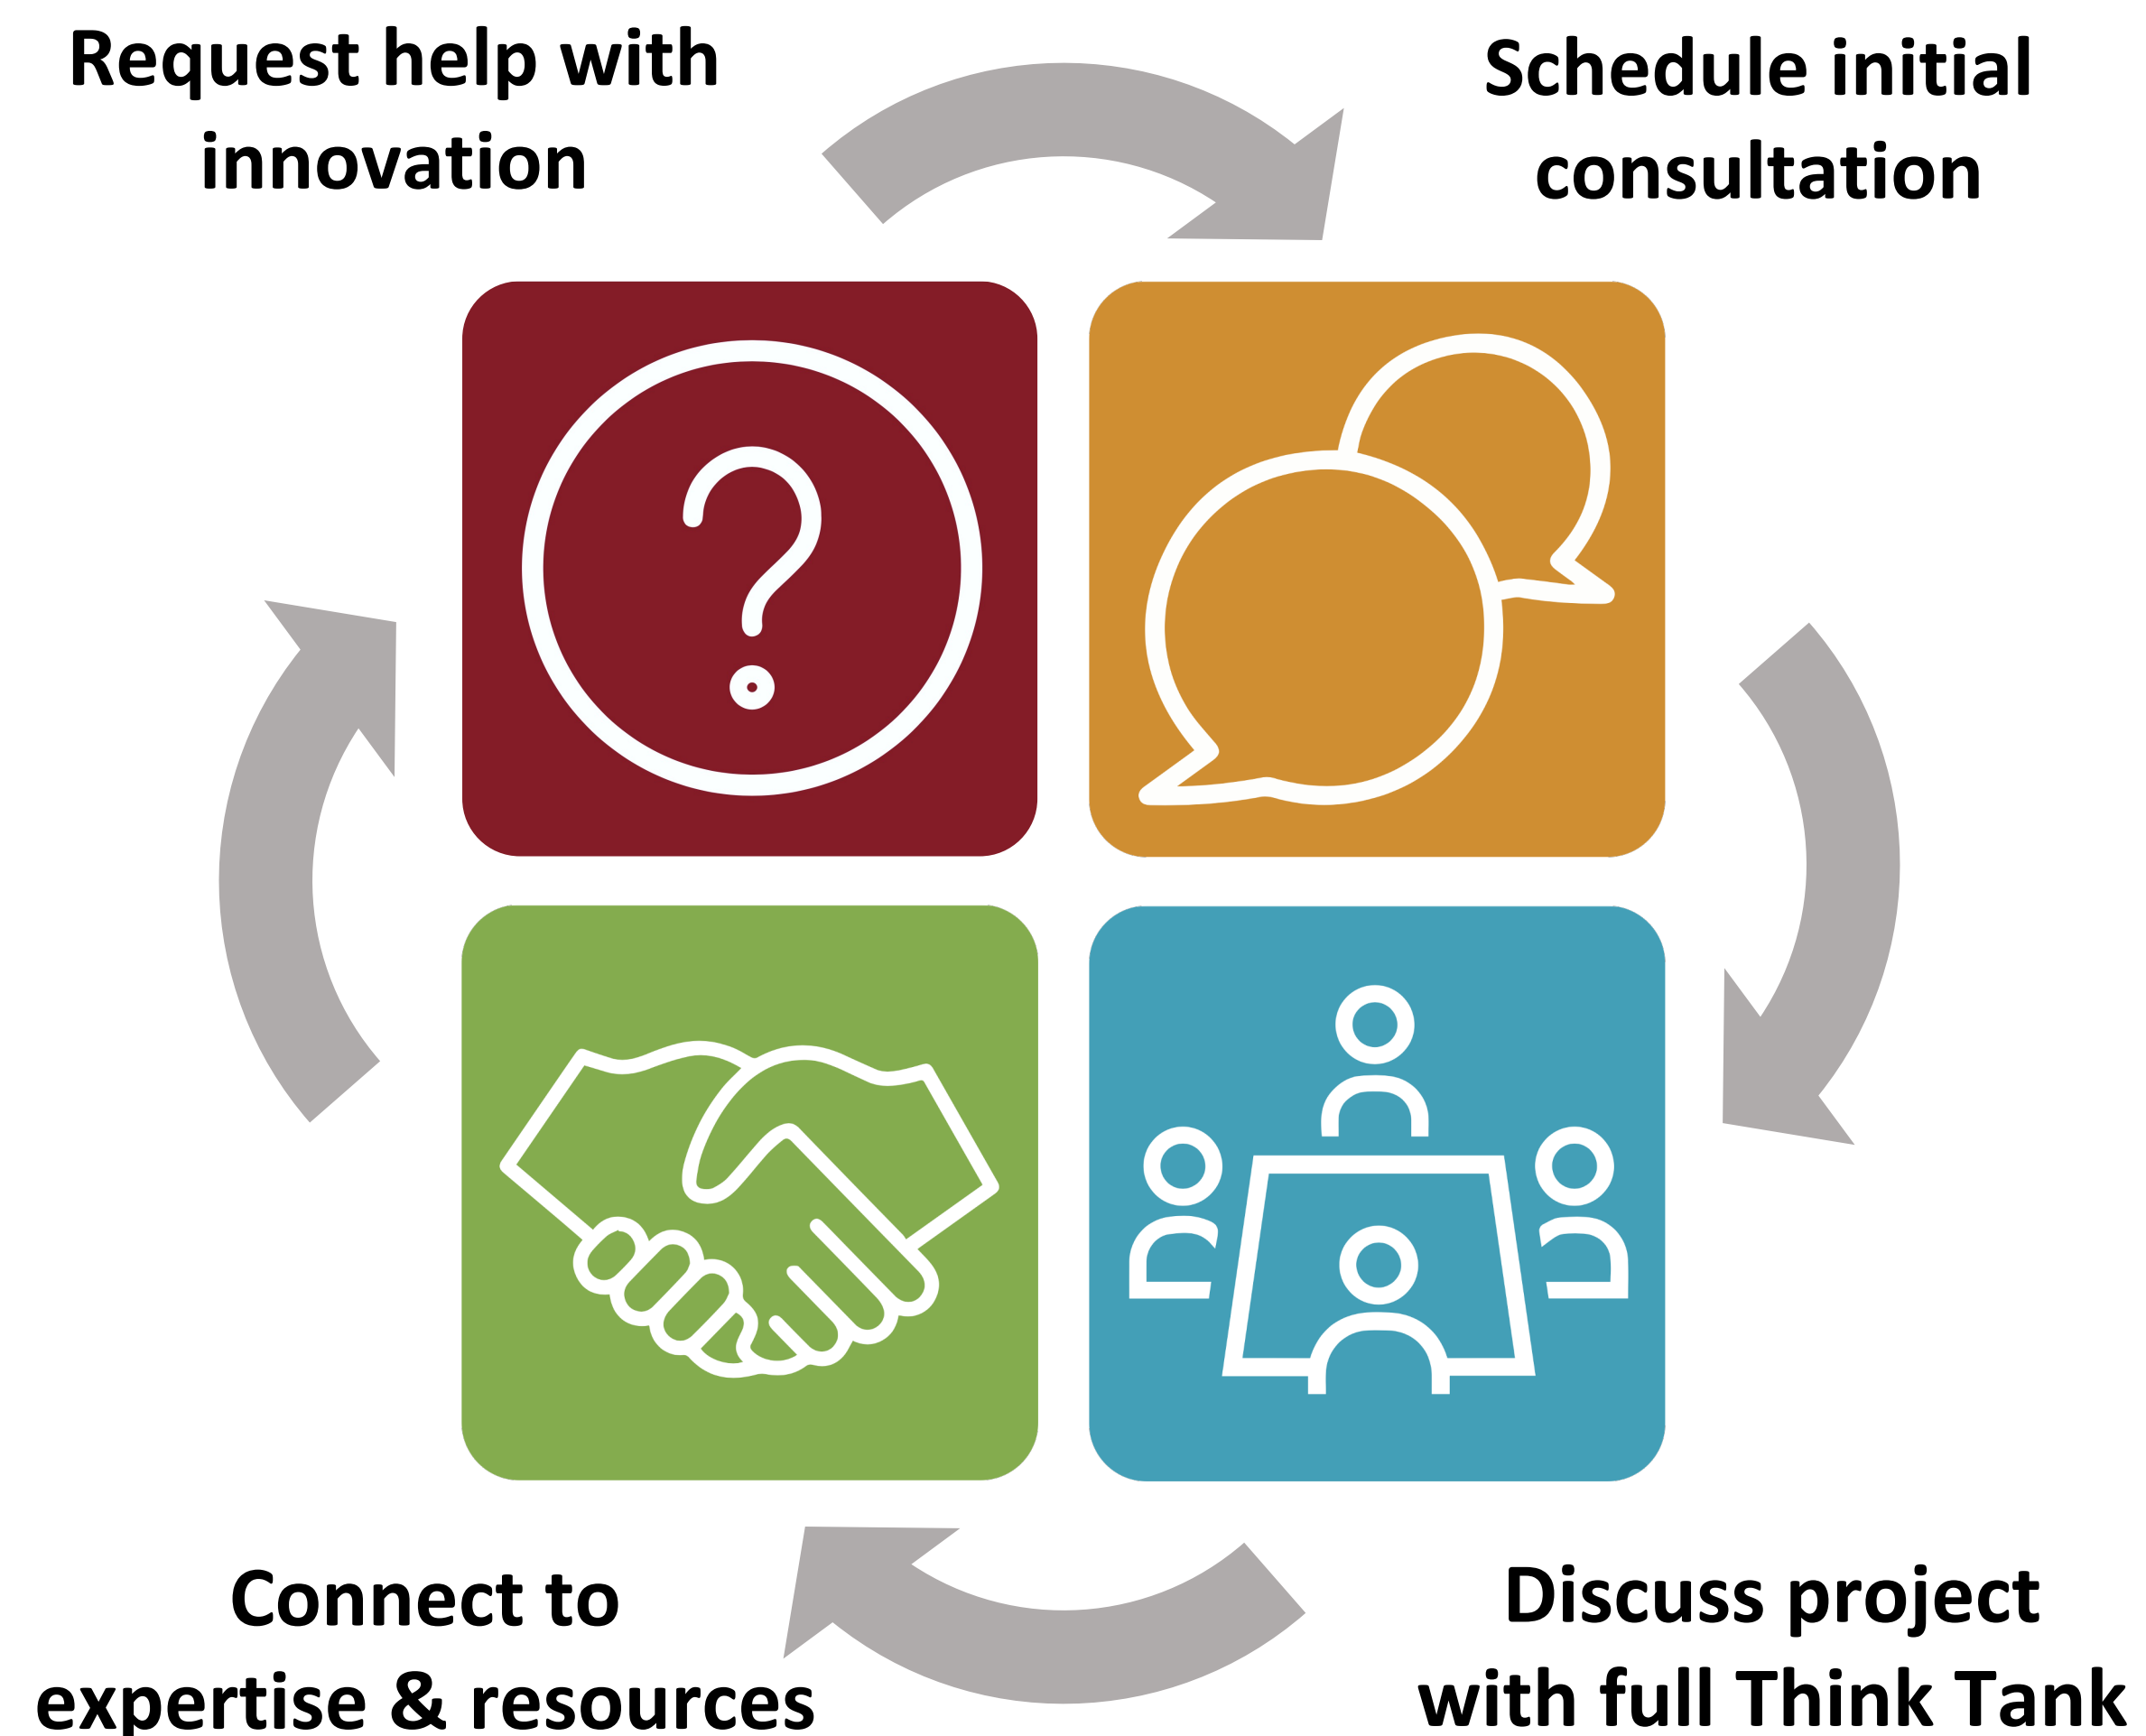 Request help with
innovation
Schedule initial
consultation
Connect to
expertise & resources
Discuss project
with full Think Tank